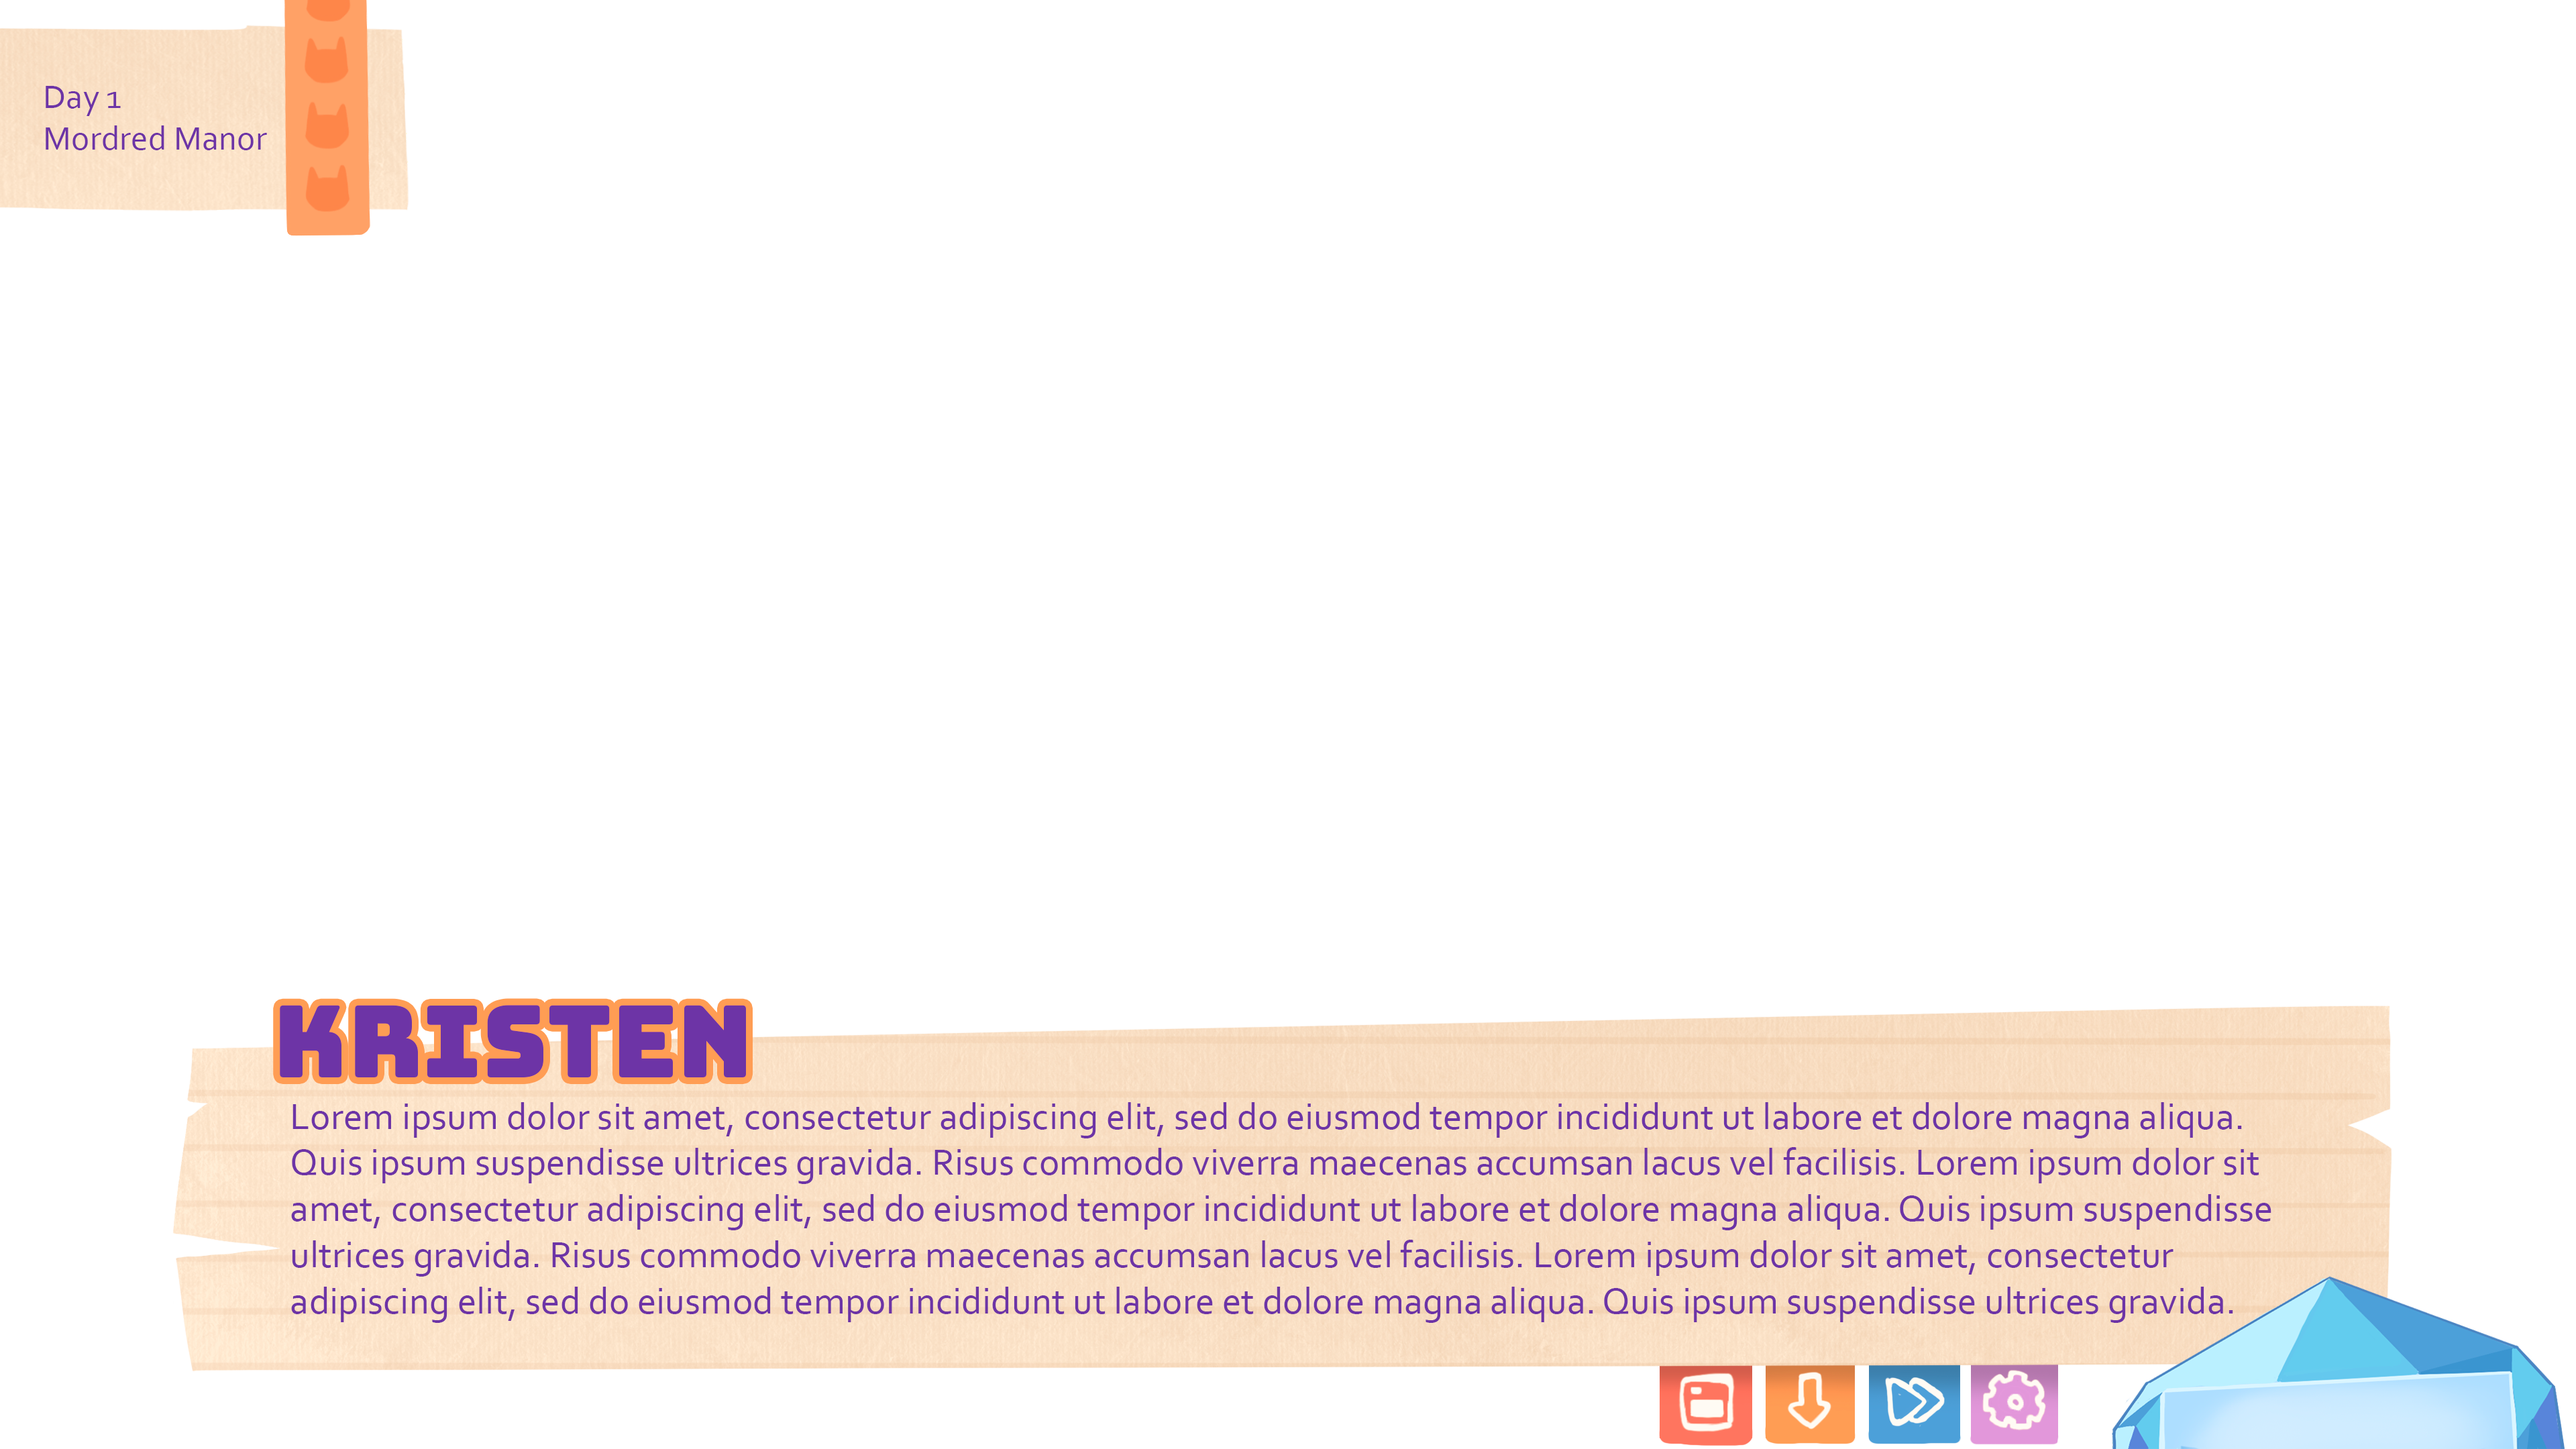 Day 1
Mordred Manor
KRISTEN
Lorem ipsum dolor sit amet, consectetur adipiscing elit, sed do eiusmod tempor incididunt ut labore et dolore magna aliqua.
Quis ipsum suspendisse ultrices gravida. Risus commodo viverra maecenas accumsan lacus vel facilisis. Lorem ipsum dolor sit
amet, consectetur adipiscing elit, sed do eiusmod tempor incididunt ut labore et dolore magna aliqua. Quis ipsum suspendisse
ultrices gravida. Risus commodo viverra maecenas accumsan lacus vel facilisis. Lorem ipsum dolor sit amet, consectetur
adipiscing elit, sed do eiusmod tempor incididunt ut labore et dolore magna aliqua. Quis ipsum suspendisse ultrices gravida.